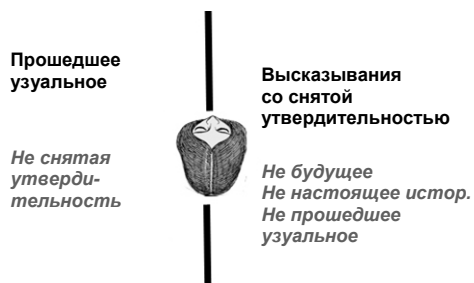 Прошедшее
узуальное
Не снятая
утверди-
тельность
Высказывания
со снятой
утвердительностью
Не будущее
Не настоящее истор.
Не прошедшее
узуальное